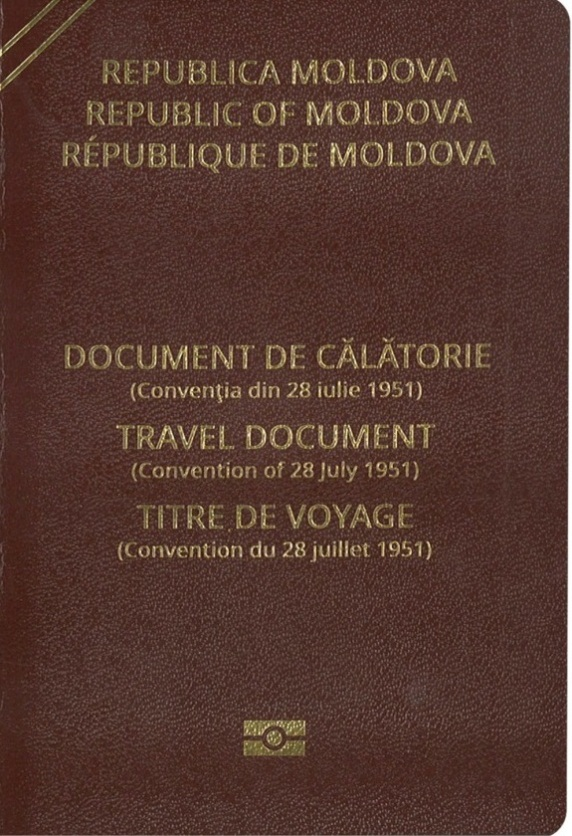 REPUBLICA MOLDOVA
REPUBLIC OF MOLDOVA
RÉPUBLIQUE DE MOLDOVA
DOCUMENT DE CĂLĂTORIE
(Convenţia din 28 iulie 1951)
TRAVEL DOCUMENT
(Convention of 28 July 1951)
TITRE DE VOYAGE
(Convention du 28 juillet 1951)